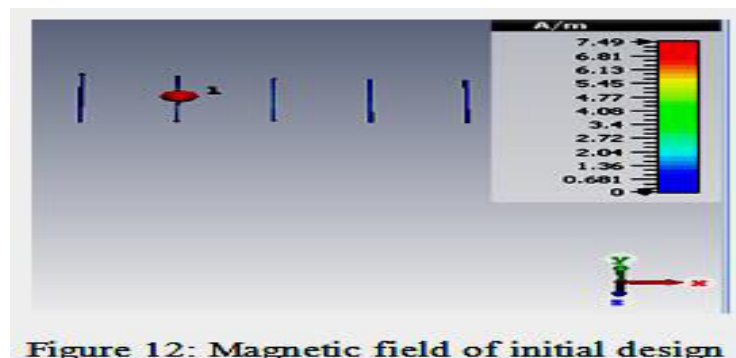 A/m
7.49
6.81
6.13
5.45
4.77
4.08
3.4
2.72
2.04
1.36
0.681
0
1
y
x
z
Figure 12: Magnetic field of initial design